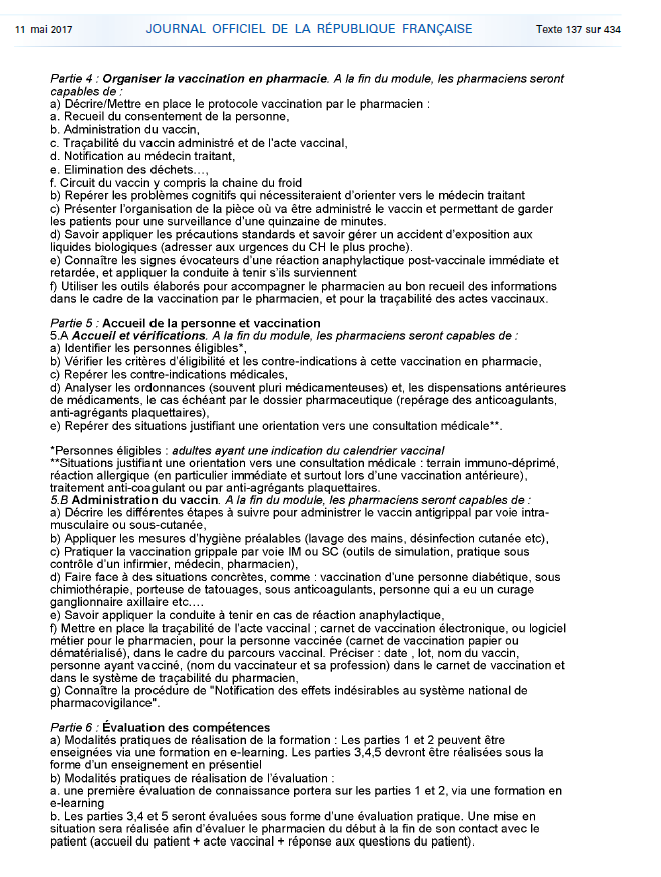 11 mai 2017
JOURNAL OFFICIEL DE LA RÉPUBLIQUE FRANÇAISE
Texte 137 sur 434
Partie 4 : Organiser la vaccination en pharmacie. A la fin du module, les pharmaciens seront
capables de :
a) Décrire/Mettre en place le protocole vaccination par le pharmacien :
a. Recueil du consentement de la personne,
b. Administration du vaccin,
c. Traçabilité du vaccin administré et de l'acte vaccinal,
d. Notification au médecin traitant,
e. Elimination des déchets…,
f. Circuit du vaccin y compris la chaine du froid
b) Repérer les problèmes cognitifs qui nécessiteraient d'orienter vers le médecin traitant
c) Présenter l'organisation de la pièce où va être administré le vaccin et permettant de garder
les patients pour une surveillance d'une quinzaine de minutes.
d) Savoir appliquer les précautions standards et savoir gérer un accident d'exposition aux
liquides biologiques (adresser aux urgences du CH le plus proche).
e) Connaître les signes évocateurs d'une réaction anaphylactique post-vaccinale immédiate et
retardée, et appliquer la conduite à tenir s'ils surviennent
f) Utiliser les outils élaborés pour accompagner le pharmacien au bon recueil des informations
dans le cadre de la vaccination par le pharmacien, et pour la traçabilité des actes vaccinaux.
Partie 5 : Accueil de la personne et vaccination
5.A Accueil et vérifications. A la fin du module, les pharmaciens seront capables de :
a) Identifier les personnes éligibles*,
b) Vérifier les critères d'éligibilité et les contre-indications à cette vaccination en pharmacie,
c) Repérer les contre-indications médicales,
d) Analyser les ordonnances (souvent pluri médicamenteuses) et, les dispensations antérieures
de médicaments, le cas échéant par le dossier pharmaceutique (repérage des anticoagulants,
anti-agrégants plaquettaires),
e) Repérer des situations justifiant une orientation vers une consultation médicale**.
*Personnes éligibles : adultes ayant une indication du calendrier vaccinal
**Situations justifiant une orientation vers une consultation médicale : terrain immuno-déprimé,
réaction allergique (en particulier immédiate et surtout lors d'une vaccination antérieure),
traitement anti-coagulant ou par anti-agrégants plaquettaires.
5.B Administration du vaccin. A la fin du module, les pharmaciens seront capables de :
a) Décrire les différentes étapes à suivre pour administrer le vaccin antigrippal par voie intra-
musculaire ou sous-cutanée,
b) Appliquer les mesures d'hygiène préalables (lavage des mains, désinfection cutanée etc),
c) Pratiquer la vaccination grippale par voie IM ou SC (outils de simulation, pratique sous
contrôle d'un infirmier, médecin, pharmacien),
d) Faire face à des situations concrètes, comme : vaccination d'une personne diabétique, sous
chimiothérapie, porteuse de tatouages, sous anticoagulants, personne qui a eu un curage
ganglionnaire axillaire etc….
e) Savoir appliquer la conduite à tenir en cas de réaction anaphylactique,
f) Mettre en place la traçabilité de l'acte vaccinal ; carnet de vaccination électronique, ou logiciel
métier pour le pharmacien, pour la personne vaccinée (carnet de vaccination papier ou
dématérialisé), dans le cadre du parcours vaccinal. Préciser : date , lot, nom du vaccin,
personne ayant vacciné, (nom du vaccinateur et sa profession) dans le carnet de vaccination et
dans le système de traçabilité du pharmacien,
g) Connaître la procédure de "Notification des effets indésirables au système national de
pharmacovigilance".
Partie 6 : Évaluation des compétences
a) Modalités pratiques de réalisation de la formation : Les parties 1 et 2 peuvent être
enseignées via une formation en e-learning. Les parties 3,4,5 devront être réalisées sous la
forme d'un enseignement en présentiel
b) Modalités pratiques de réalisation de l'évaluation :
a. une première évaluation de connaissance portera sur les parties 1 et 2, via une formation en
e-learning
b. Les parties 3,4 et 5 seront évaluées sous forme d'une évaluation pratique. Une mise en
situation sera réalisée afin d'évaluer le pharmacien du début à la fin de son contact avec le
patient (accueil du patient + acte vaccinal + réponse aux questions du patient).